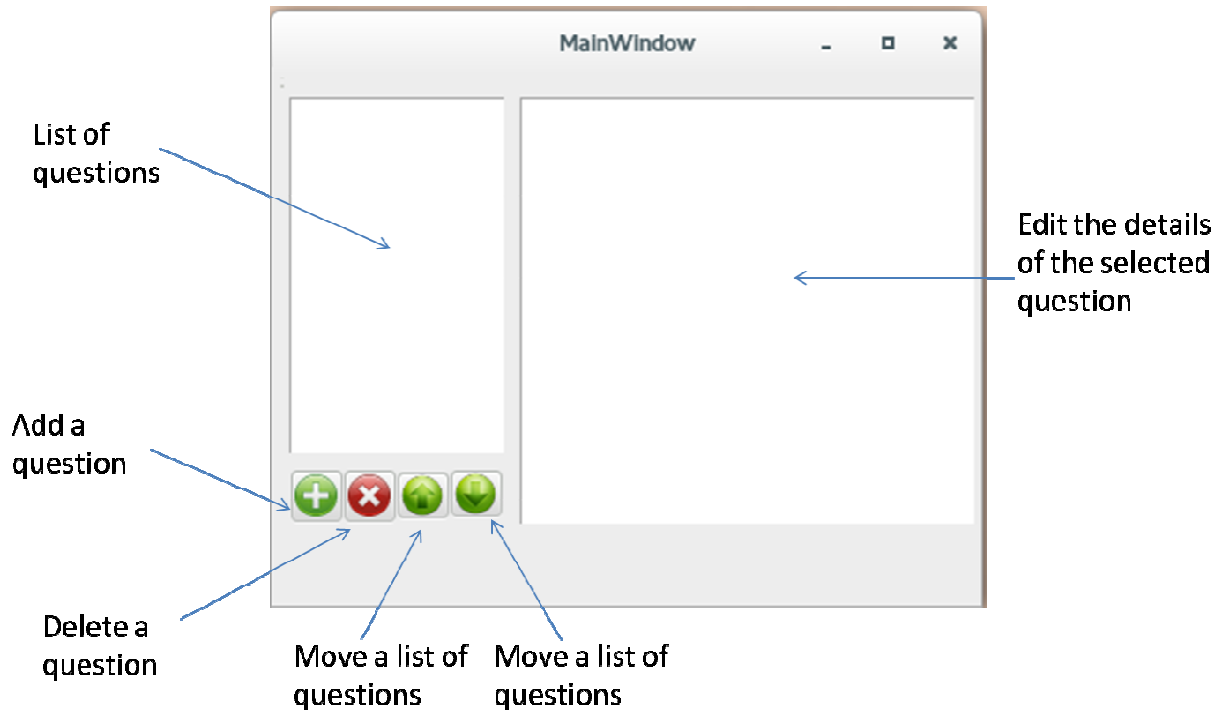 MainWindow
List of
questions
Edit the details
of the selected
question
Add a
question
Delete a
question
Move a list of
questions
Move a list of
questions